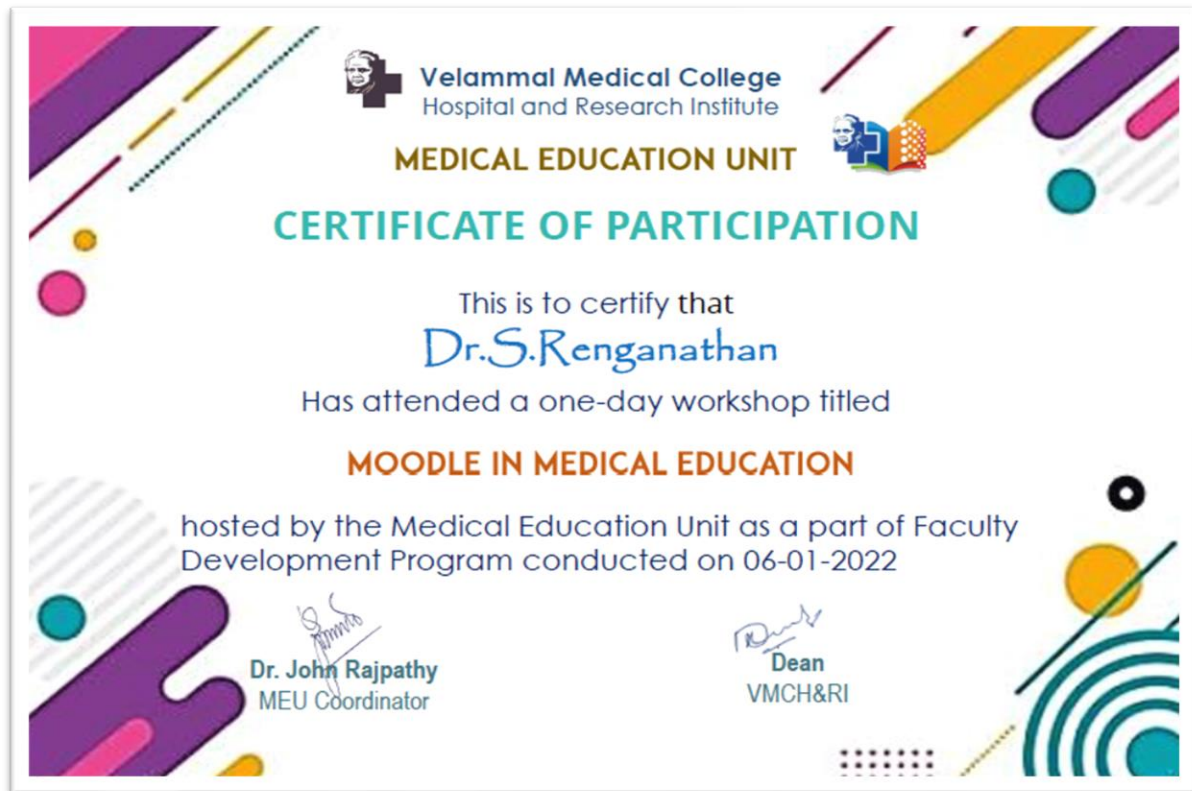 Velammal Medical College
Hospital and Research Institute
MEDICAL EDUCATION UNIT
CERTIFICATE OF PARTICIPATION
This is to certify that
Dr.S.Renganathan
Has attended a one-day workshop titled
MOODLE IN MEDICAL EDUCATION
hosted by the Medical Education Unit as a part of Faculty
Development Program conducted on 06-01-2022
Dr. John Rajpathy
MEU Coordinator
Dean
VMCH&RI